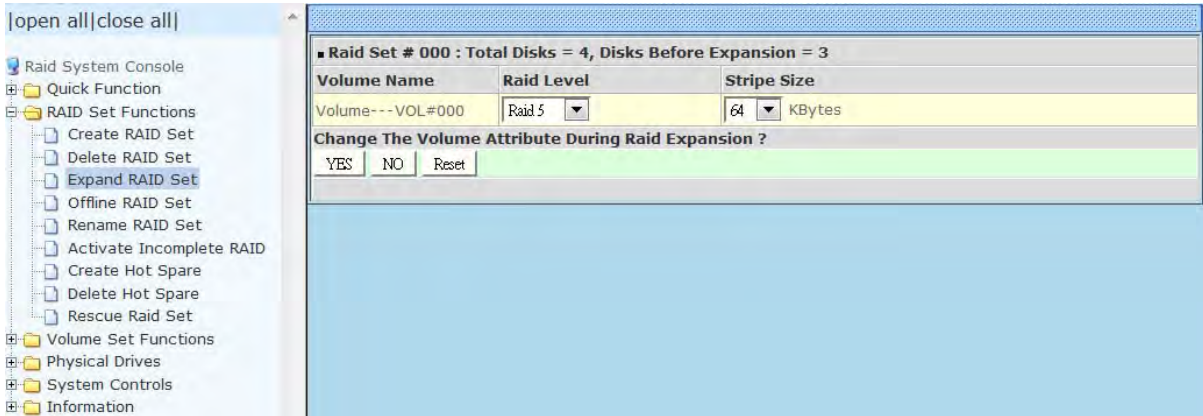 |open all|close all|
Raid System Console
Quick Function
RAID Set Functions
Create RAID Set
Delete RAID Set
Expand RAID Set
Offline RAID Set
Rename RAID Set
Activate Incomplete RAID
Create Hot Spare
Delete Hot Spare
Rescue Raid Set
Volume Set Functions
Physical Drives
System Controls
Information
Raid Set # 000 : Total Disks = 4, Disks Before Expansion = 3
Volume Name Raid Level Stripe Size
Volume---VOL#000 Raid 5 64 KBytes
Change The Volume Attribute During Raid Expansion ?
YES NO Reset